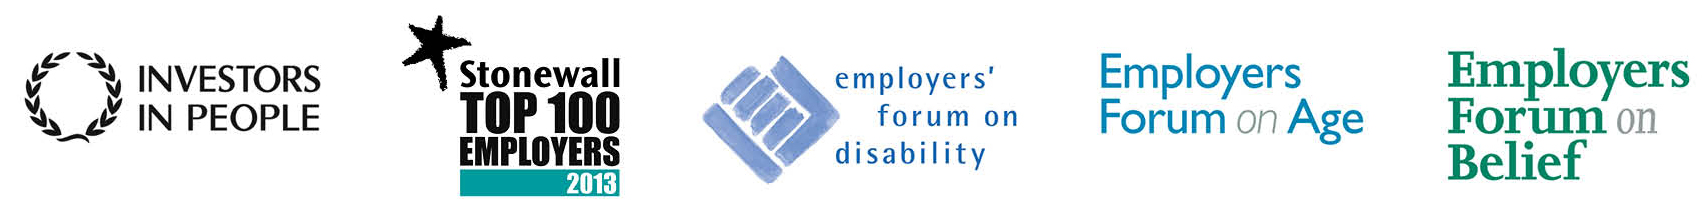 INVESTORS
IN PEOPLE
Stonewall
TOP 100
EMPLOYERS
2013
employers'
forum on
disability
Employers
Forum on Age
Employers
Forum on
Belief